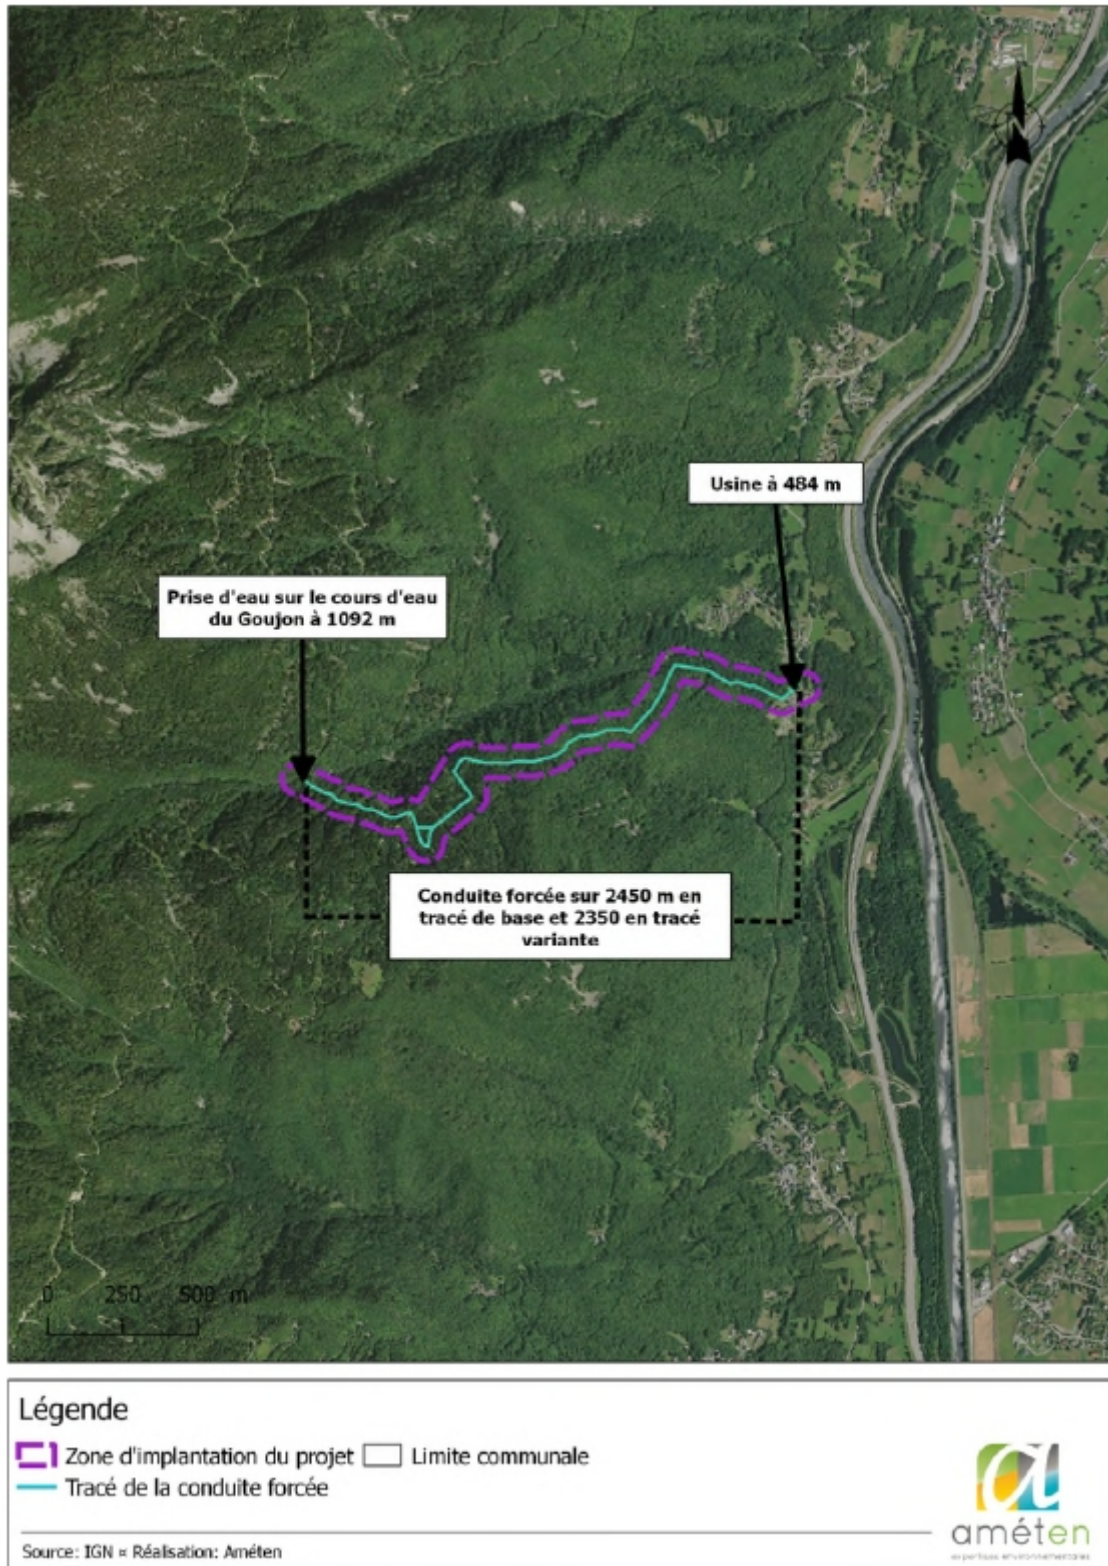 Usine à 484 m
Prise d'eau sur le cours d'eau
du Goujon à 1092 m
Conduite forcée sur 2450 m en
tracé de base et 2350 en tracé
variante
0 250 500 m
Légende
Zone d'implantation du projet Limite communale
Tracé de la conduite forcée
Source: IGN ¤ Réalisation: Améten
améten
expertises environnementales